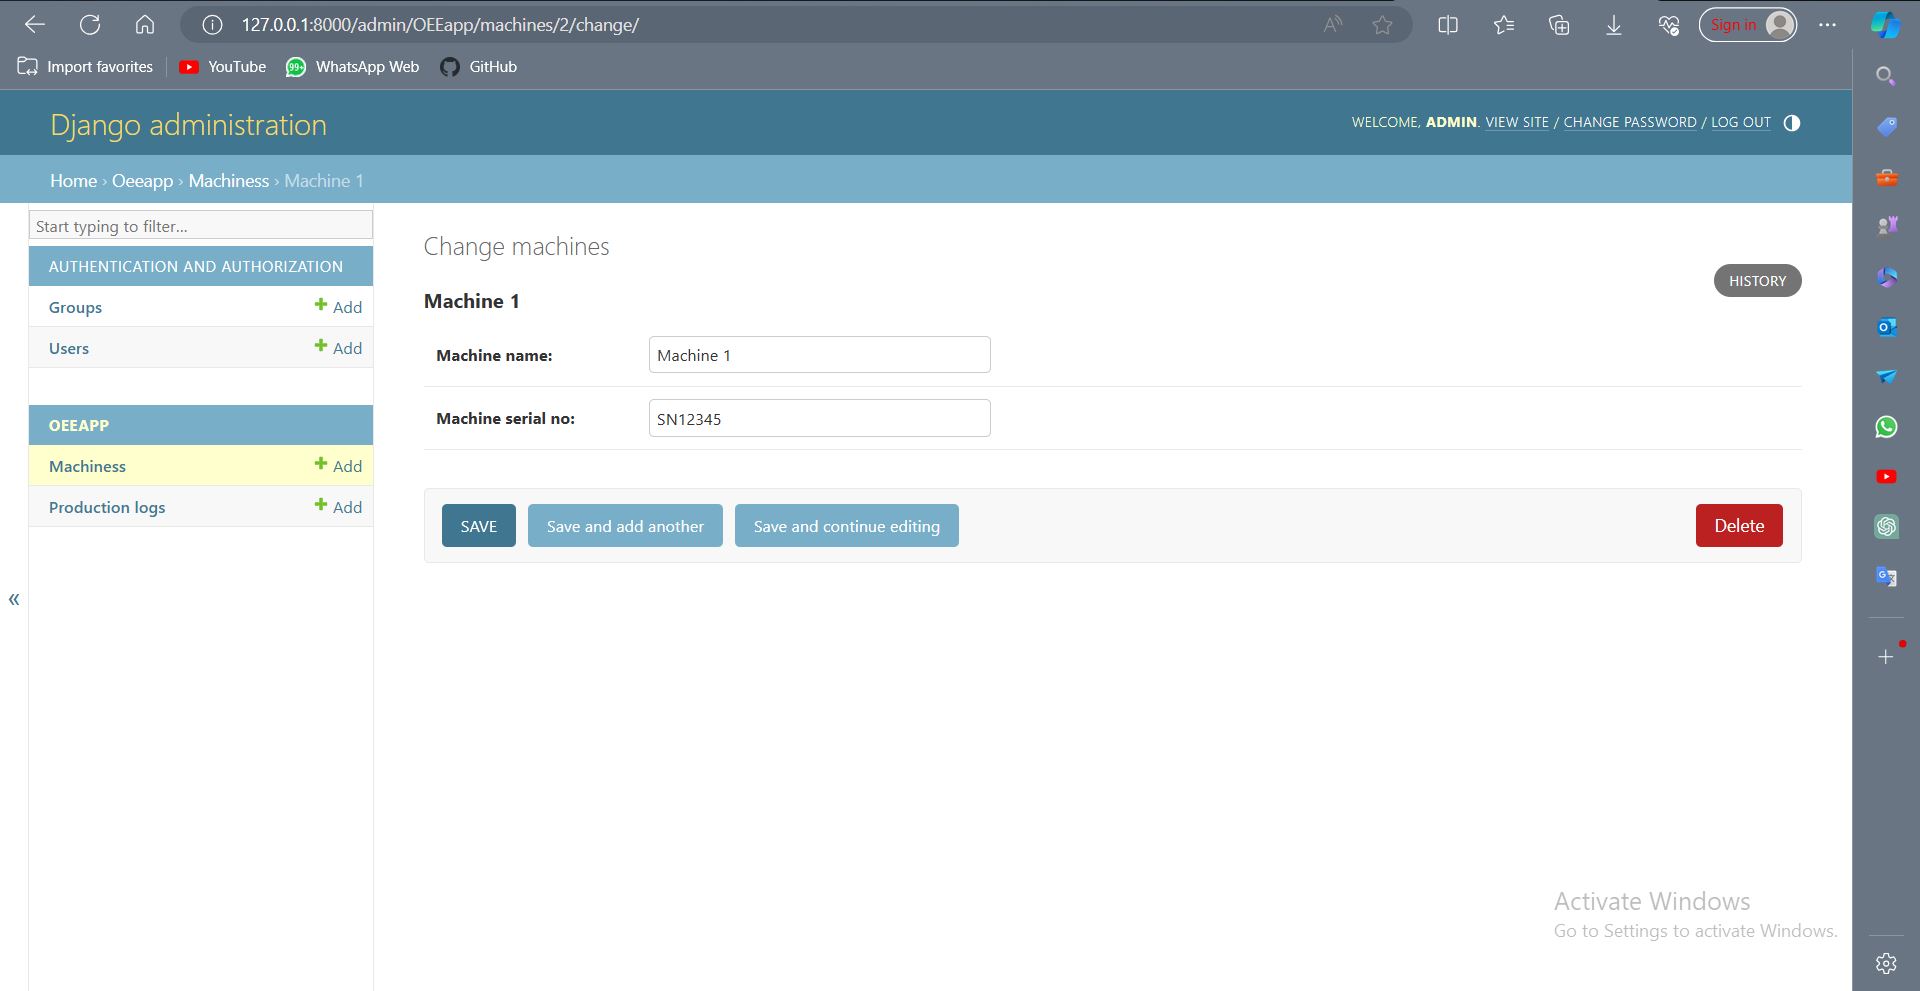 127.0.0.1:8000/admin/OEEapp/machines/2/change/
Sign in
Import favorites
YouTube
99+
WhatsApp Web
GitHub
Django administration
WELCOME, ADMIN. VIEW SITE / CHANGE PASSWORD / LOG OUT
Home › Oeeapp › Machiness › Machine 1
Start typing to filter...
AUTHENTICATION AND AUTHORIZATION
Groups + Add
Users + Add
OEEAPP
Machiness + Add
Production logs + Add
«
Change machines
HISTORY
Machine 1
Machine name: Machine 1
Machine serial no: SN12345
SAVE Save and add another Save and continue editing Delete
Activate Windows
Go to Settings to activate Windows.